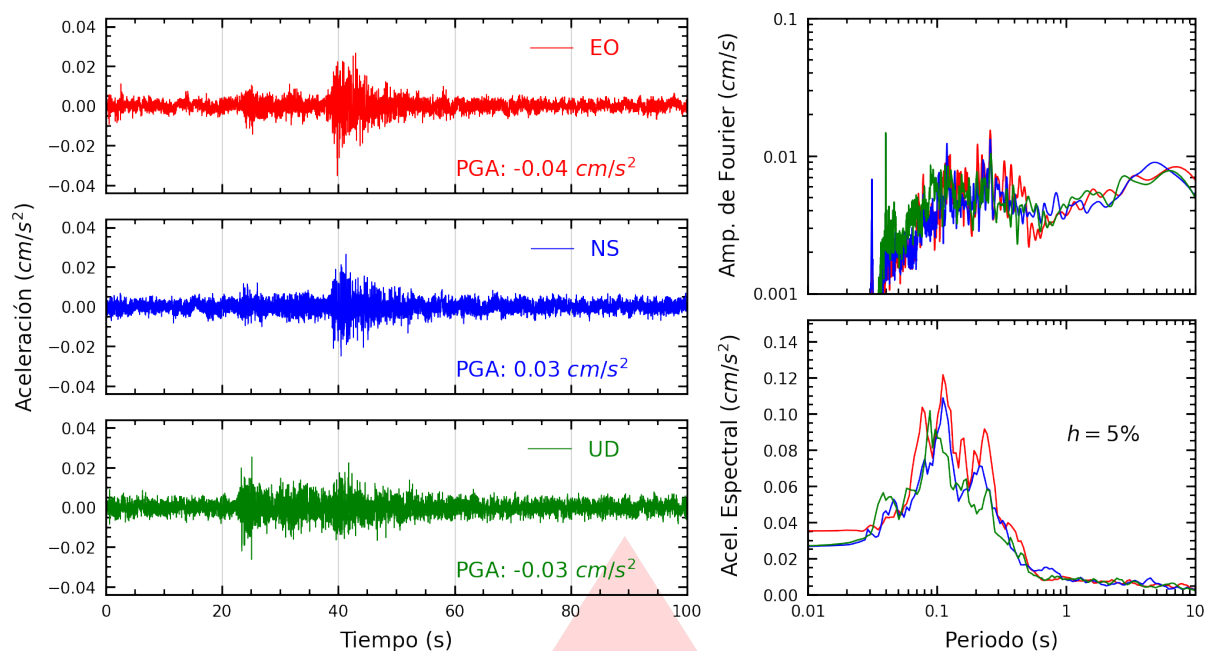 0.04
0.02
0.00
−0.02
−0.04
EO
PGA: -0.04 cm/s²
0.04
0.02
0.00
−0.02
−0.04
NS
PGA: 0.03 cm/s²
0.04
0.02
0.00
−0.02
−0.04
UD
PGA: -0.03 cm/s²
0 20 40 60 80 100
Tiempo (s)
Aceleración (cm/s²)
0.1
0.01
0.001
Amp. de Fourier (cm/s)
0.14
0.12
0.10
0.08
0.06
0.04
0.02
0.00
h = 5%
0.01 0.1 1 10
Periodo (s)
Acel. Espectral (cm/s²)